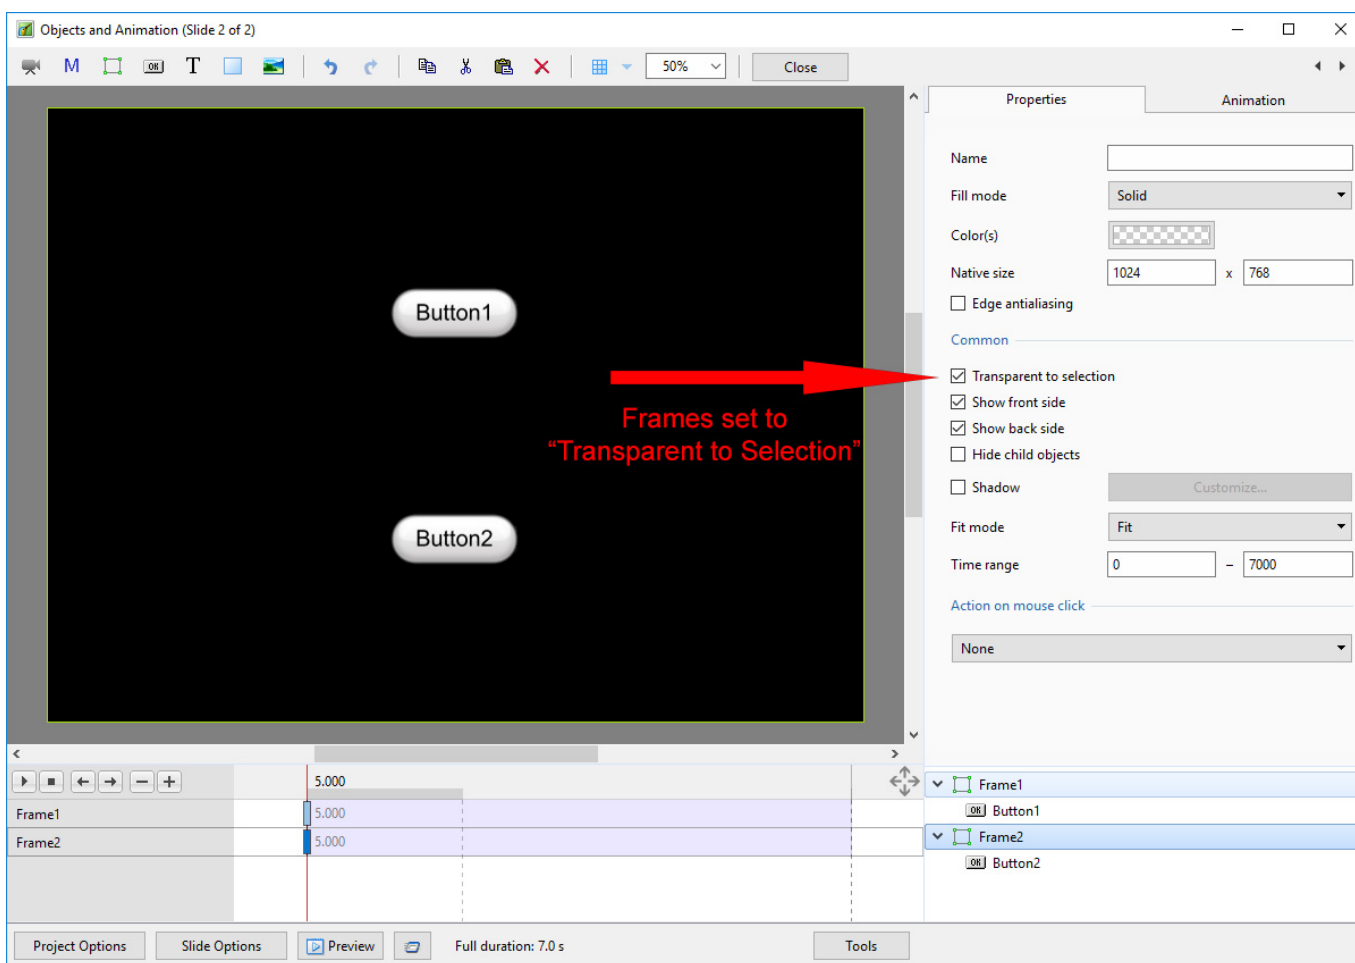 Objects and Animation (Slide 2 of 2)
M OK T 50% Close
Properties Animation
Name
Fill mode Solid
Color(s)
Native size 1024 x 768
Edge antialiasing
Common
Transparent to selection
Show front side
Show back side
Hide child objects
Shadow Customize...
Fit mode Fit
Time range 0 – 7000
Action on mouse click
None
Button1
Frames set to
“Transparent to Selection”
Button2
5.000
Frame1 5.000
Frame2 5.000
Frame1
OK Button1
Frame2
OK Button2
Project Options Slide Options Preview Full duration: 7.0 s Tools